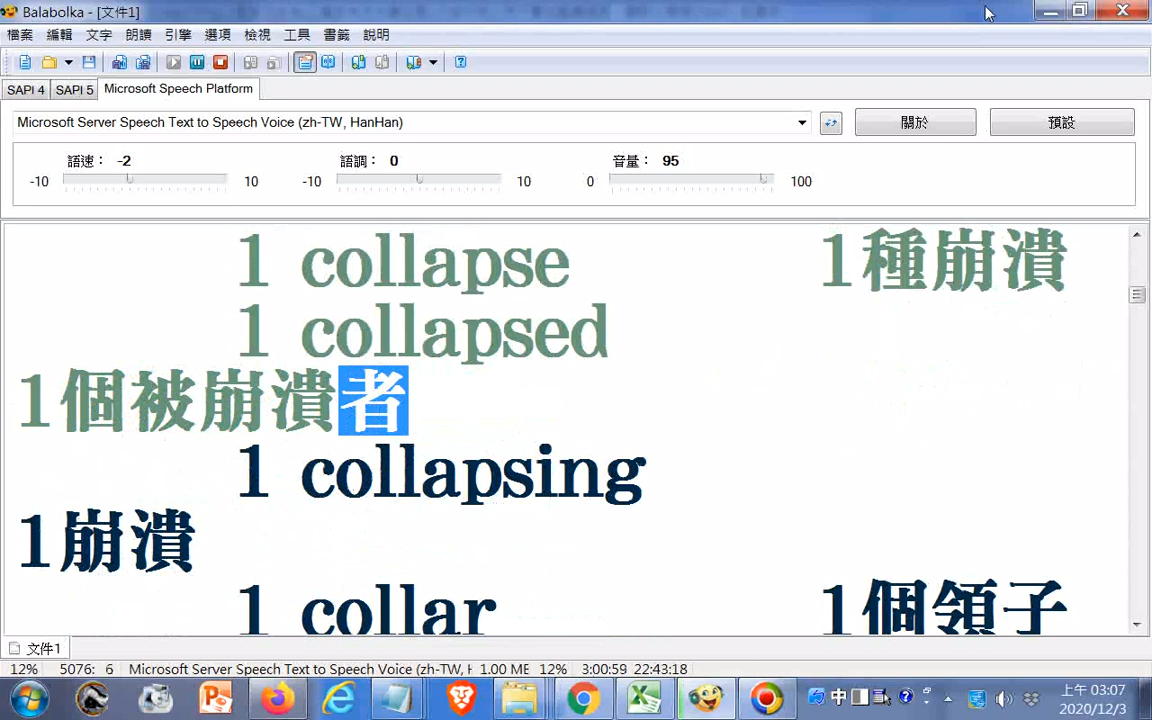 Balabolka - [文件1]
檔案 編輯 文字 朗讀 引擎 選項 檢視 工具 書籤 說明
SAPI 4 SAPI 5 Microsoft Speech Platform
Microsoft Server Speech Text to Speech Voice (zh-TW, HanHan) 關於 預設
語速： -2 語調： 0 音量： 95
-10 10 -10 10 0 100
1 collapse 1種崩潰
1 collapsed
1個被崩潰者
1 collapsing
1崩潰
1 collar 1個領子
文件1
12% 5076: 6 Microsoft Server Speech Text to Speech Voice (zh-TW, H 1.00 ME 12% 3:00:59 22:43:18
中 上午 03:07
2020/12/3